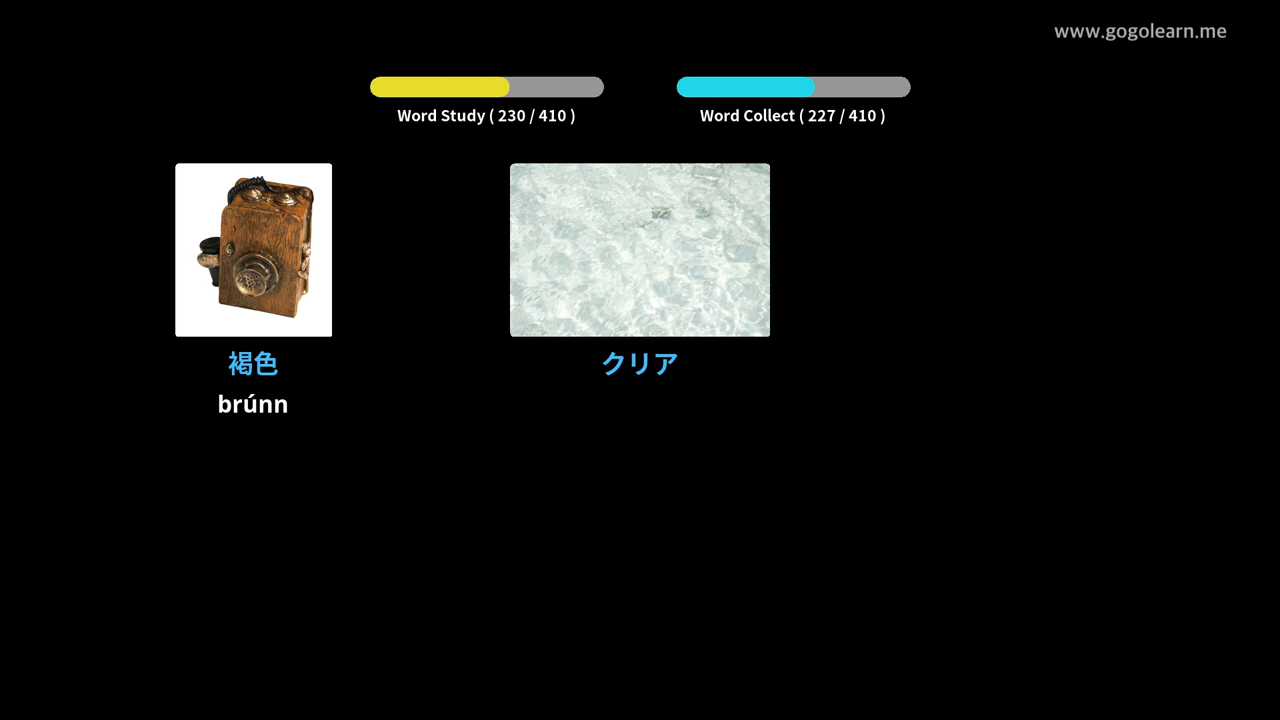 www.gogolearn.me
Word Study ( 230 / 410 )
Word Collect ( 227 / 410 )
褐色
クリア
brúnn